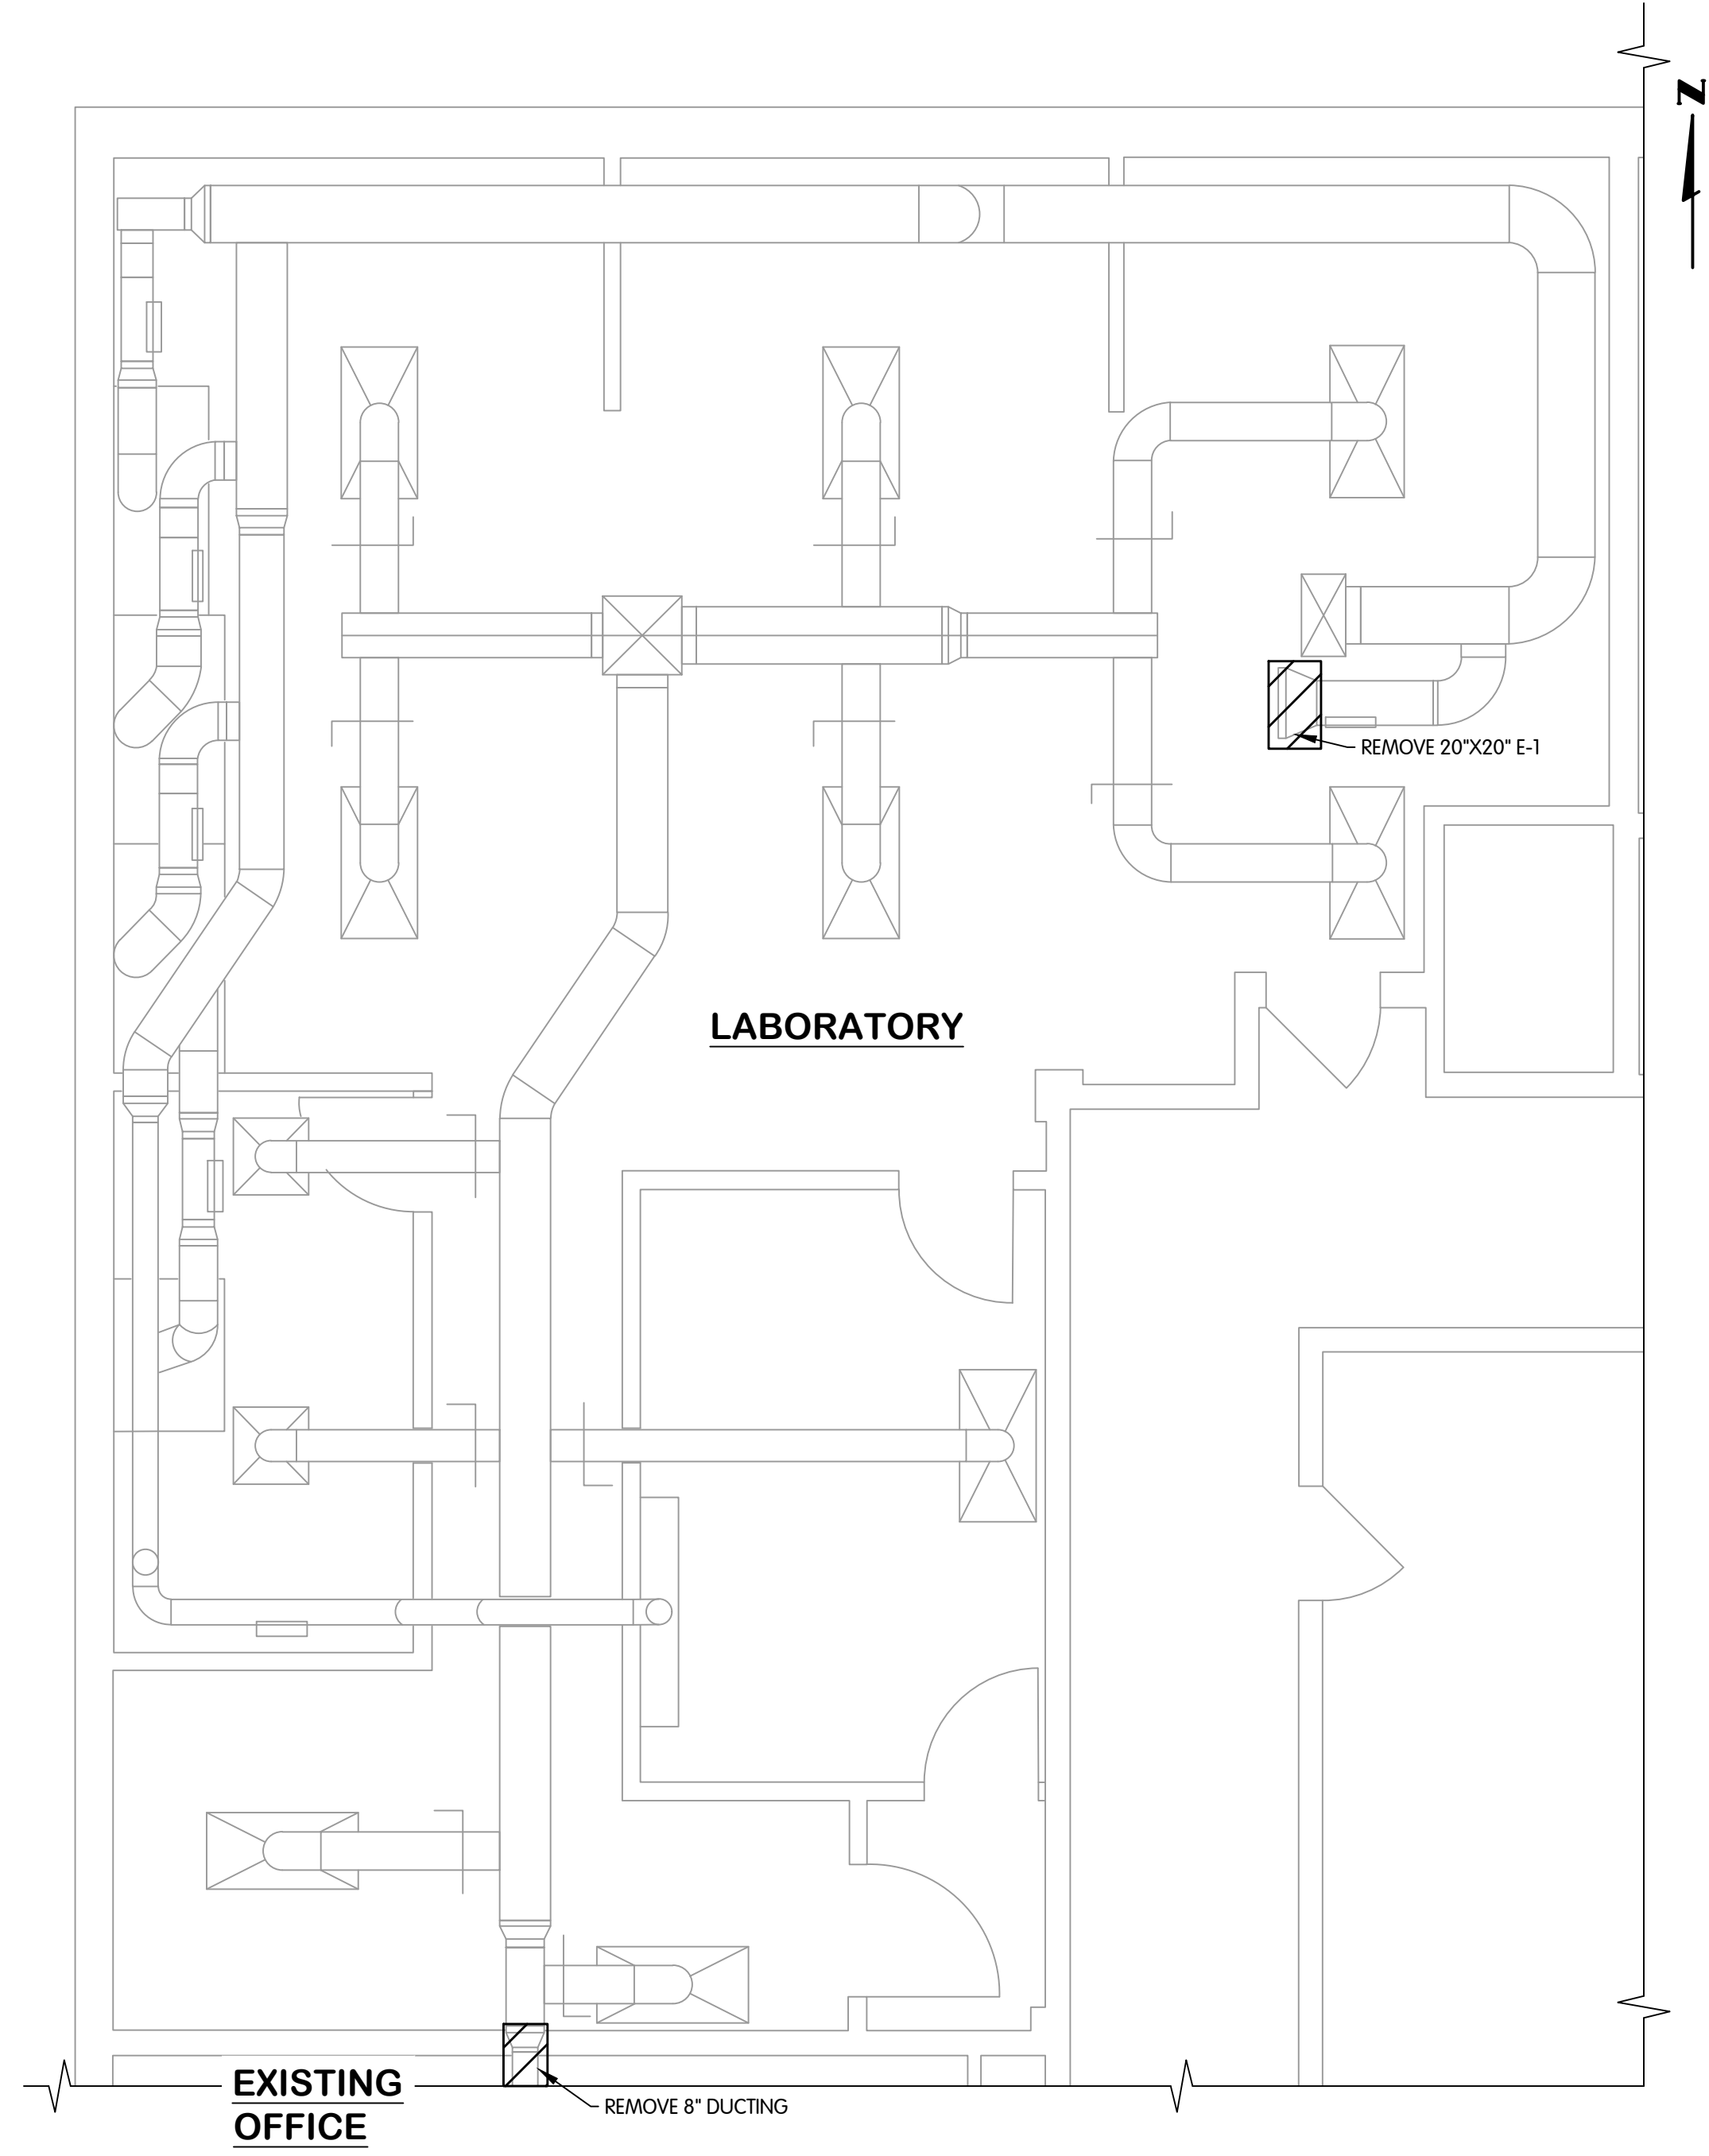 N
REMOVE 20"X20" E-1
LABORATORY
EXISTING
OFFICE
REMOVE 8" DUCTING